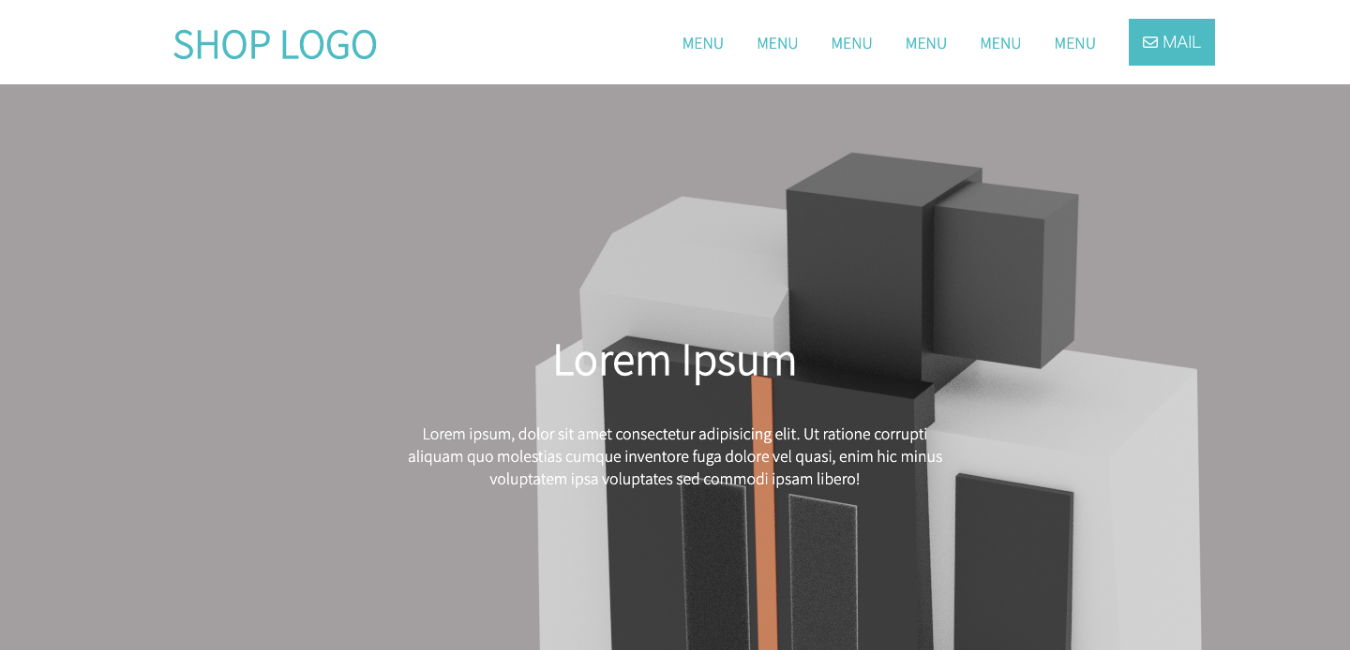 SHOP LOGO
MENU MENU MENU MENU MENU MENU MAIL
Lorem Ipsum
Lorem ipsum, dolor sit amet consectetur adipisicing elit. Ut ratione corrupti
aliquam quo molestias cumque inventore fuga dolore vel quasi, enim hic minus
voluptatem ipsa voluptates sed commodi ipsam libero!